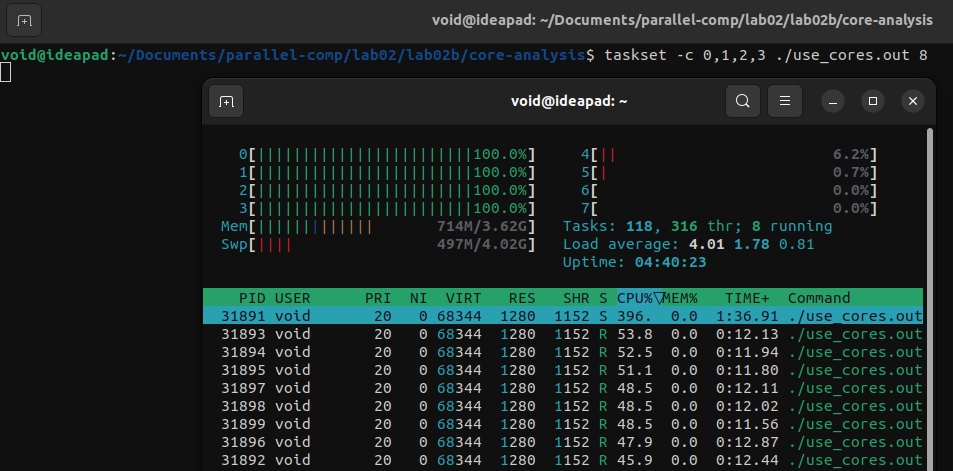 void@ideapad: ~/Documents/parallel-comp/lab02/lab02b/core-analysis
void@ideapad:~/Documents/parallel-comp/lab02/lab02b/core-analysis$ taskset -c 0,1,2,3 ./use_cores.out 8
void@ideapad: ~
0[||||||||||||||||||||||||100.0%] 4[|| 6.2%]
1[||||||||||||||||||||||||100.0%] 5[| 0.7%]
2[||||||||||||||||||||||||100.0%] 6[ 0.0%]
3[||||||||||||||||||||||||100.0%] 7[ 0.0%]
Mem[||||||||||||| 714M/3.62G] Tasks: 118, 316 thr; 8 running
Swp[|||| 497M/4.02G] Load average: 4.01 1.78 0.81
Uptime: 04:40:23
PID USER PRI NI VIRT RES SHR S CPU%▽MEM% TIME+ Command
31891 void 20 0 68344 1280 1152 S 396. 0.0 1:36.91 ./use_cores.out
31893 void 20 0 68344 1280 1152 R 53.8 0.0 0:12.13 ./use_cores.out
31894 void 20 0 68344 1280 1152 R 52.5 0.0 0:11.94 ./use_cores.out
31895 void 20 0 68344 1280 1152 R 51.1 0.0 0:11.80 ./use_cores.out
31897 void 20 0 68344 1280 1152 R 48.5 0.0 0:12.11 ./use_cores.out
31898 void 20 0 68344 1280 1152 R 48.5 0.0 0:12.02 ./use_cores.out
31899 void 20 0 68344 1280 1152 R 48.5 0.0 0:11.56 ./use_cores.out
31896 void 20 0 68344 1280 1152 R 47.9 0.0 0:12.87 ./use_cores.out
31892 void 20 0 68344 1280 1152 R 45.9 0.0 0:12.44 ./use_cores.out